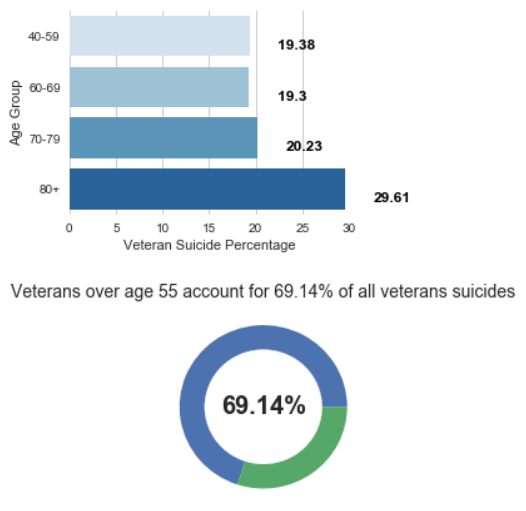 Age Group
40-59
19.38
60-69
19.3
70-79
20.23
80+
29.61
0 5 10 15 20 25 30
Veteran Suicide Percentage
Veterans over age 55 account for 69.14% of all veterans suicides
69.14%